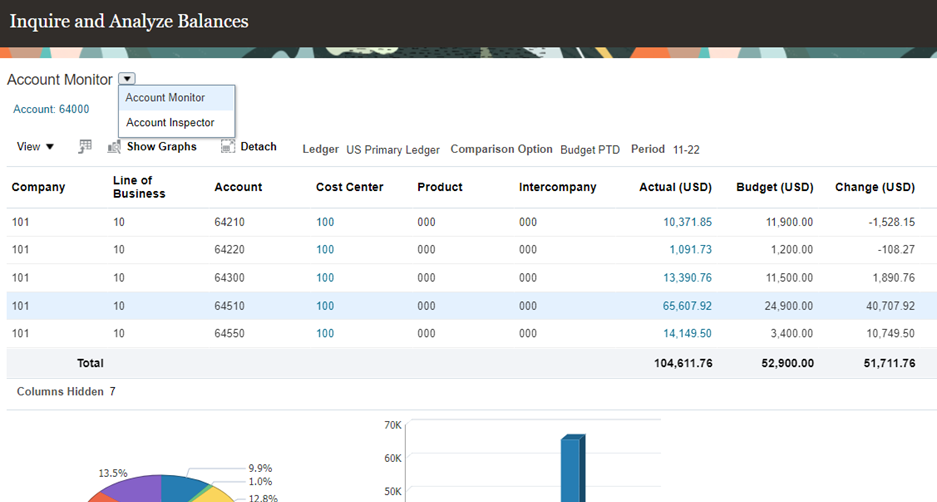 Inquire and Analyze Balances
Account Monitor
Account Monitor
Account: 64000
Account Inspector
View Show Graphs Detach Ledger US Primary Ledger Comparison Option Budget PTD Period 11-22
Company Line of Business Account Cost Center Product Intercompany Actual (USD) Budget (USD) Change (USD)
101 10 64210 100 000 000 10,371.85 11,900.00 -1,528.15
101 10 64220 100 000 000 1,091.73 1,200.00 -108.27
101 10 64300 100 000 000 13,390.76 11,500.00 1,890.76
101 10 64510 100 000 000 65,607.92 24,900.00 40,707.92
101 10 64550 100 000 000 14,149.50 3,400.00 10,749.50
Total 104,611.76 52,900.00 51,711.76
Columns Hidden 7
13.5%
9.9%
1.0%
12.8%
70K
60K
50K